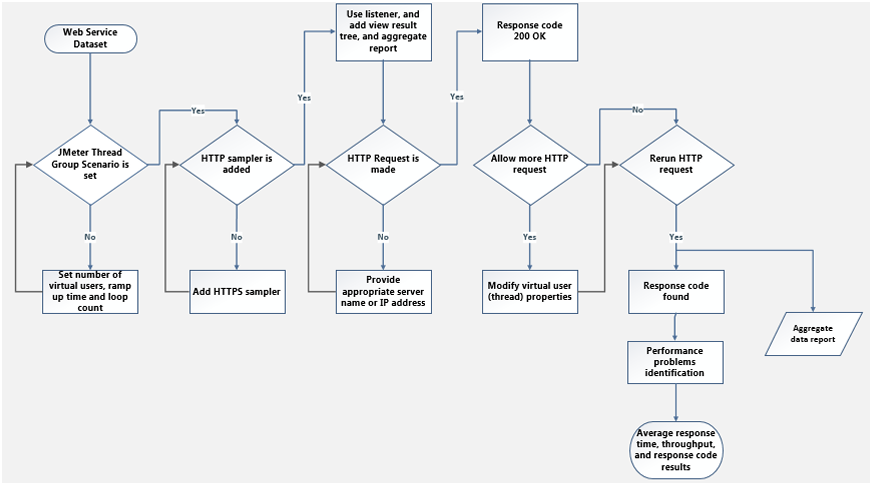 Web Service
Dataset
Use listener, and
add view result
tree, and aggregate
report
Response code
200 OK
Yes
Yes
Yes
No
JMeter Thread
Group Scenario is
set
HTTP sampler is
added
HTTP Request is
made
Allow more HTTP
request
Rerun HTTP
request
No
No
No
Yes
Yes
Set number of
virtual users, ramp
up time and loop
count
Add HTTPS sampler
Provide
appropriate server
name or IP address
Modify virtual user
(thread) properties
Response code
found
Aggregate
data report
Performance
problems
identification
Average response
time, throughput,
and response code
results